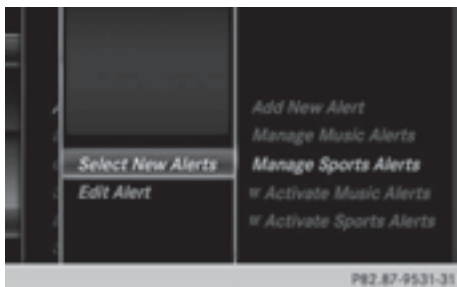 Add New Alert
Manage Music Alerts
Select New Alerts
Manage Sports Alerts
Edit Alert
Activate Music Alerts
Activate Sports Alerts
P82.87-9531-31